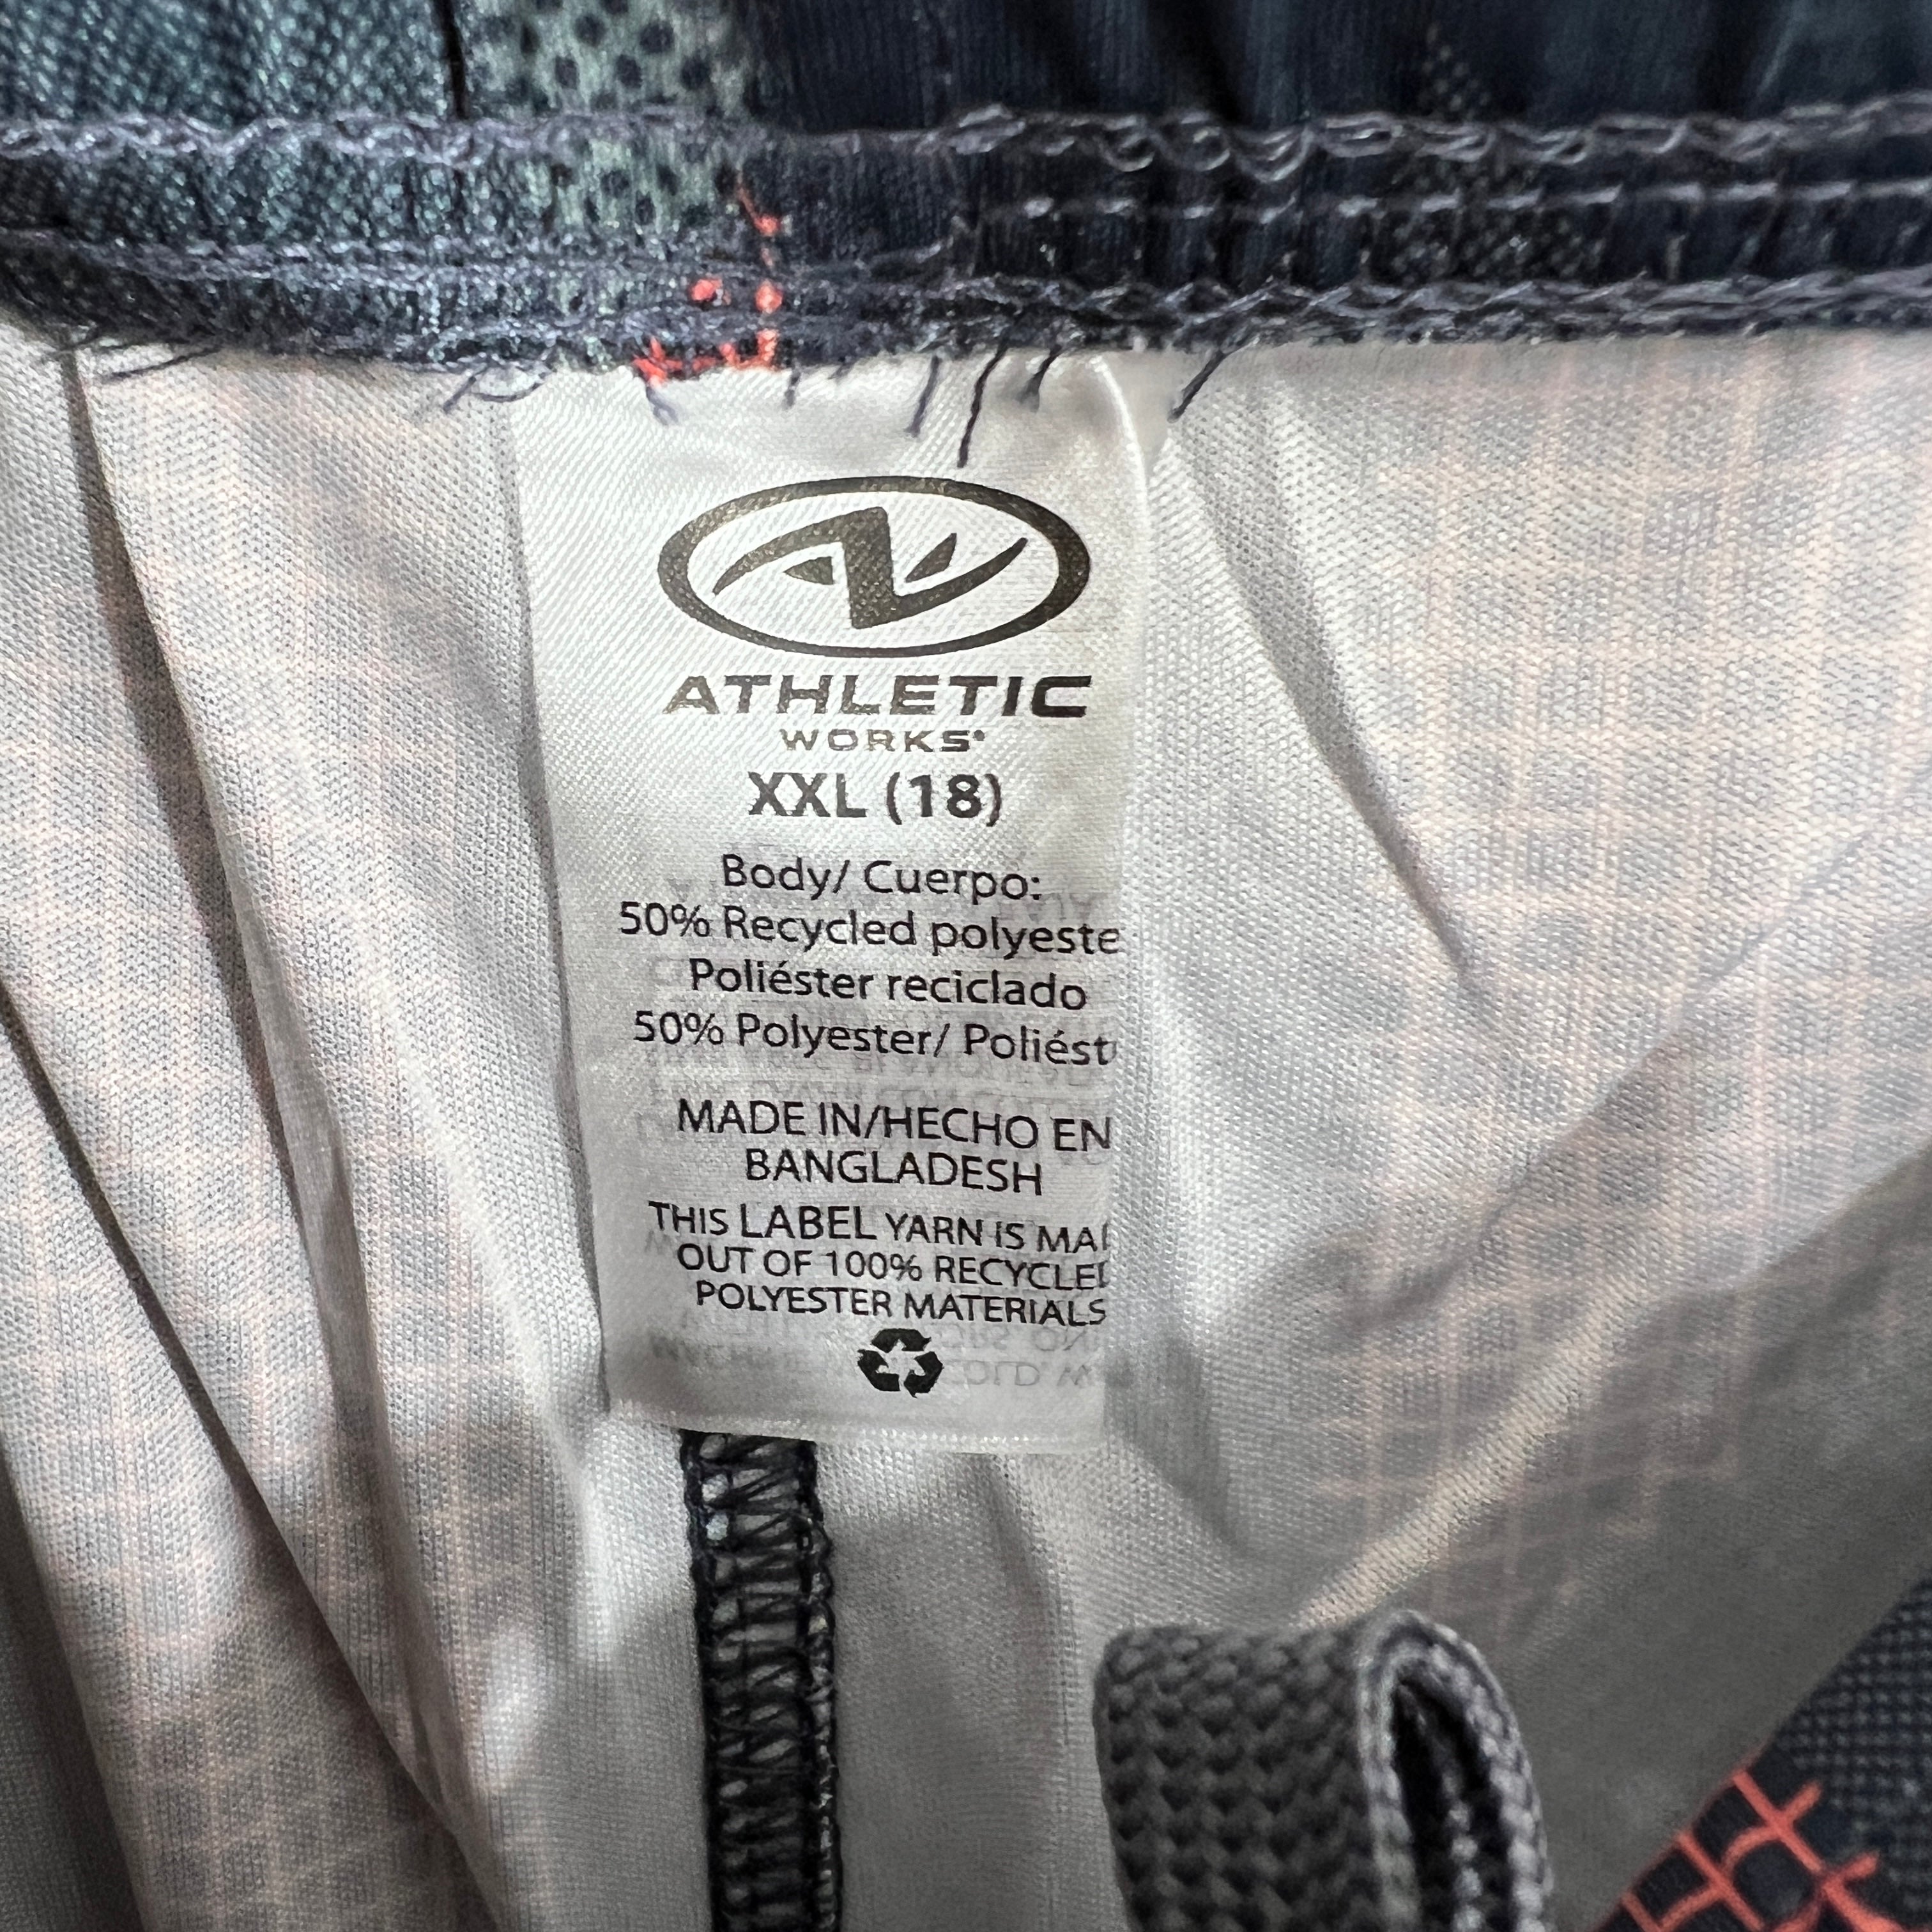 ATHLETIC
WORKS®
XXL (18)
Body/ Cuerpo:
50% Recycled polyeste
Poliéster reciclado
50% Polyester/ Poliést
MADE IN/HECHO EN
BANGLADESH
THIS LABEL YARN IS MA
OUT OF 100% RECYCLED
POLYESTER MATERIALS